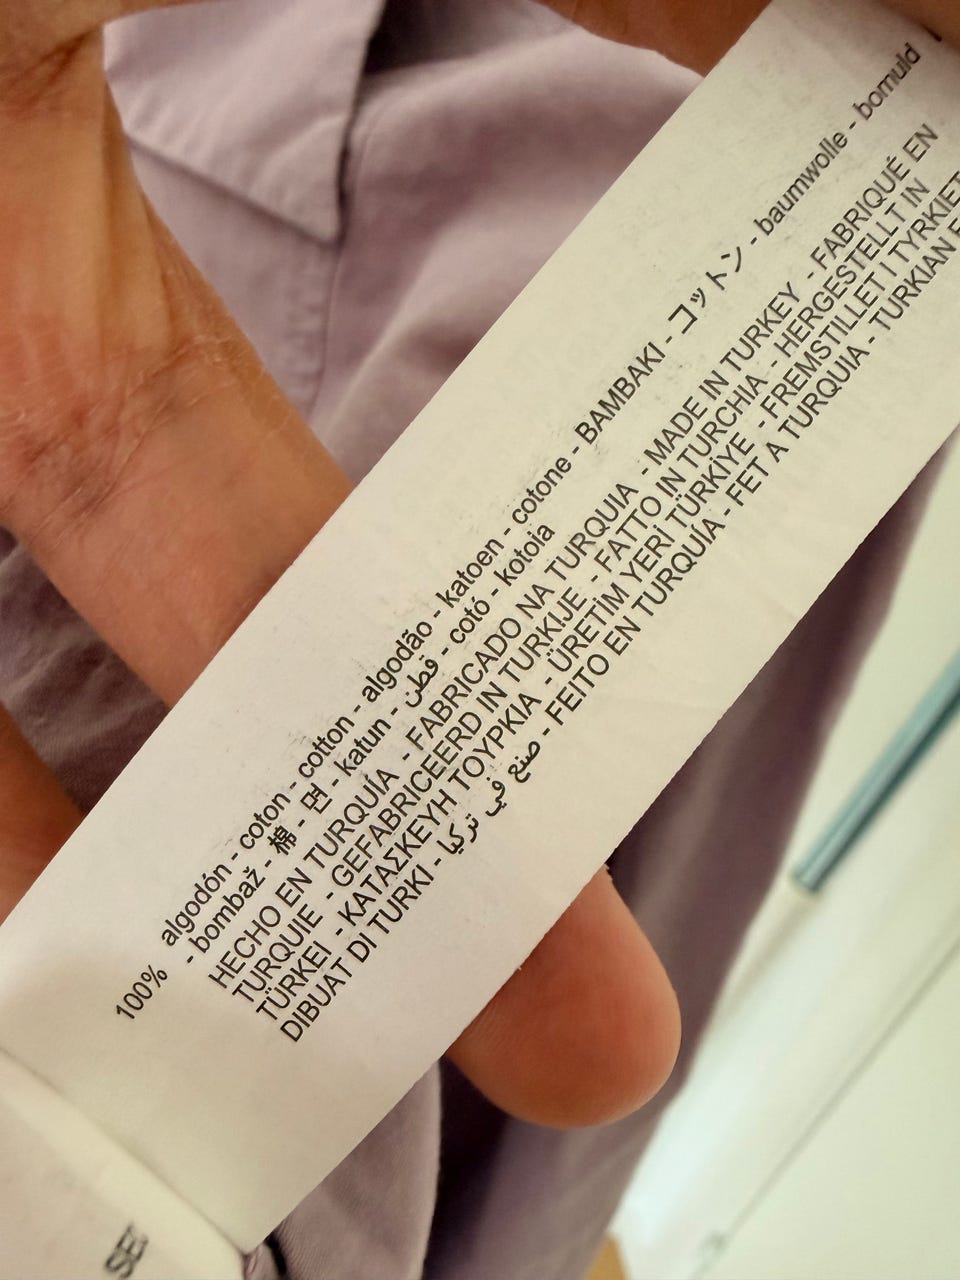 100% algodón - coton - cotton - algodão - katoen - cotone - BAMBAKI - コットン - baumwolle - bomuld
- bombaž - 棉 - 면 - katun - قطن - cotó - kotoia
HECHO EN TURQUÍA - FABRICADO NA TURQUIA - MADE IN TURKEY - FABRIQUÉ EN
TURQUIE - GEFABRICEERD IN TURKIJE - FATTO IN TURCHIA - HERGESTELLT IN
TÜRKEI - ΚΑΤΑΣΚΕΥΗ ΤΟΥΡΚΙΑ - ÜRETİM YERİ TÜRKİYE - FREMSTILLET I TYRKIET
DIBUAT DI TURKI - صنع في تركيا - FEITO EN TURQUÍA - FET A TURQUIA - TURKIAN